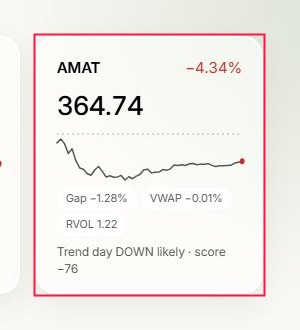 AMAT −4.34%
364.74
Gap −1.28% VWAP −0.01%
RVOL 1.22
Trend day DOWN likely · score
−76